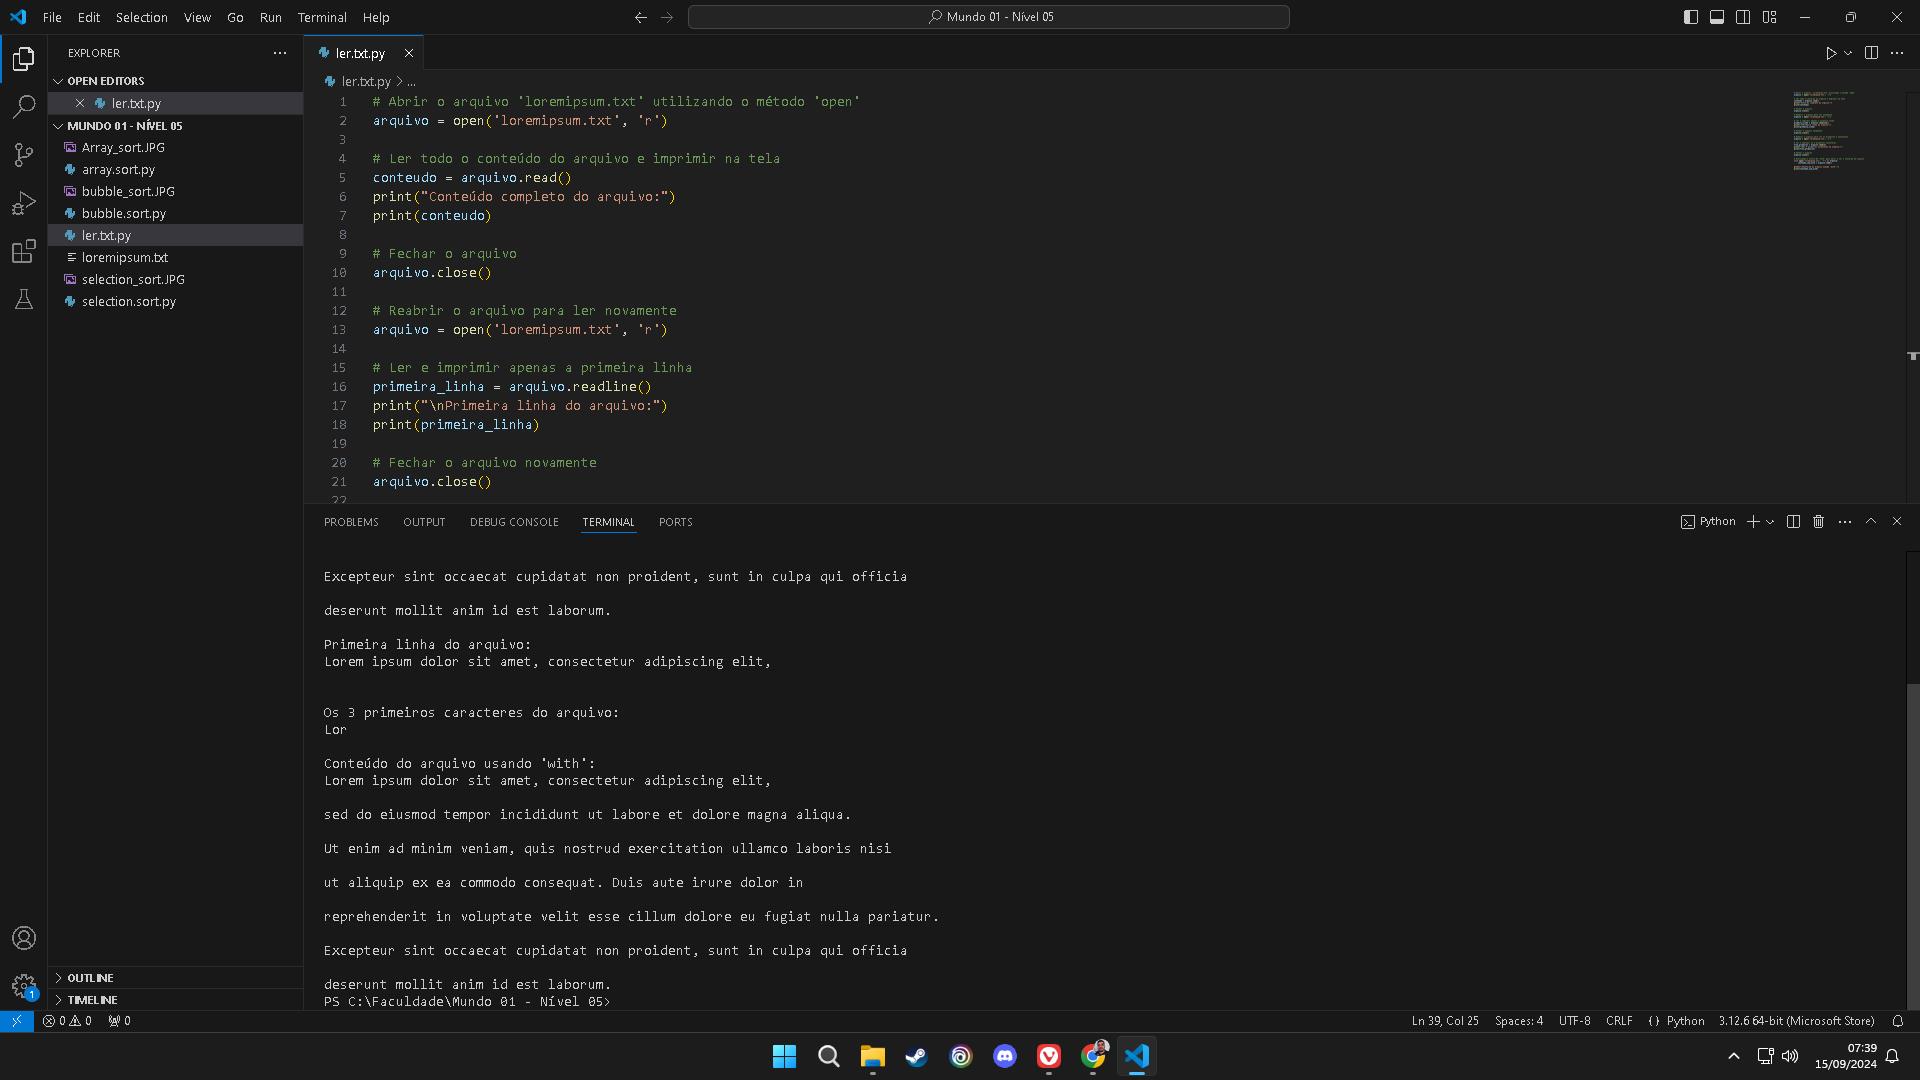 File Edit Selection View Go Run Terminal Help
Mundo 01 - Nível 05
EXPLORER
OPEN EDITORS
ler.txt.py
MUNDO 01 - NÍVEL 05
Array_sort.JPG
array.sort.py
bubble_sort.JPG
bubble.sort.py
ler.txt.py
loremipsum.txt
selection_sort.JPG
selection.sort.py
OUTLINE
TIMELINE
ler.txt.py
ler.txt.py > ...
1 # Abrir o arquivo 'loremipsum.txt' utilizando o método 'open'
2 arquivo = open('loremipsum.txt', 'r')
3
4 # Ler todo o conteúdo do arquivo e imprimir na tela
5 conteudo = arquivo.read()
6 print("Conteúdo completo do arquivo:")
7 print(conteudo)
8
9 # Fechar o arquivo
10 arquivo.close()
11
12 # Reabrir o arquivo para ler novamente
13 arquivo = open('loremipsum.txt', 'r')
14
15 # Ler e imprimir apenas a primeira linha
16 primeira_linha = arquivo.readline()
17 print("\nPrimeira linha do arquivo:")
18 print(primeira_linha)
19
20 # Fechar o arquivo novamente
21 arquivo.close()
22
PROBLEMS OUTPUT DEBUG CONSOLE TERMINAL PORTS
Python
Excepteur sint occaecat cupidatat non proident, sunt in culpa qui officia
deserunt mollit anim id est laborum.
Primeira linha do arquivo:
Lorem ipsum dolor sit amet, consectetur adipiscing elit,
Os 3 primeiros caracteres do arquivo:
Lor
Conteúdo do arquivo usando 'with':
Lorem ipsum dolor sit amet, consectetur adipiscing elit,
sed do eiusmod tempor incididunt ut labore et dolore magna aliqua.
Ut enim ad minim veniam, quis nostrud exercitation ullamco laboris nisi
ut aliquip ex ea commodo consequat. Duis aute irure dolor in
reprehenderit in voluptate velit esse cillum dolore eu fugiat nulla pariatur.
Excepteur sint occaecat cupidatat non proident, sunt in culpa qui officia
deserunt mollit anim id est laborum.
PS C:\Faculdade\Mundo 01 - Nível 05>
1
0 0 0
Ln 39, Col 25 Spaces: 4 UTF-8 CRLF {} Python 3.12.6 64-bit (Microsoft Store)
07:39
15/09/2024